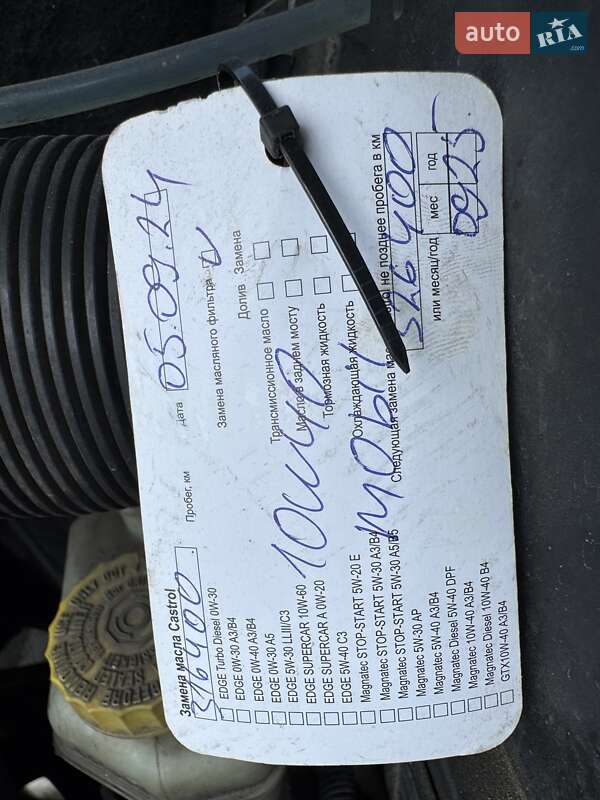 auto RIA .com
Замена масла Castrol
316400 Пробег, км
Дата 05.09.24
EDGE Turbo Diesel 0W-30
EDGE 0W-30 A3/B4
EDGE 0W-40 A3/B4
EDGE 0W-30 A5
EDGE 5W-30 LL/III/C3
EDGE SUPERCAR 10W-60
EDGE SUPERCAR A 0W-20
EDGE 5W-40 C3
Magnatec STOP-START 5W-20 E
Magnatec STOP-START 5W-30 A3/B4
Magnatec STOP-START 5W-30 A5/B5
Magnatec 5W-30 AP
Magnatec 5W-40 A3/B4
Magnatec Diesel 5W-40 DPF
Magnatec 10W-40 A3/B4
Magnatec Diesel 10W-40 B4
GTX10W-40 A3/B4
Замена масляного фильтра
Долив Замена
Трансмиссионное масло
Масло в заднем мосту
Тормозная жидкость
Охлаждающая жидкость
10W40
Следующая замена не позднее пробега в км
326400
или месяц/год
мес год
09 25